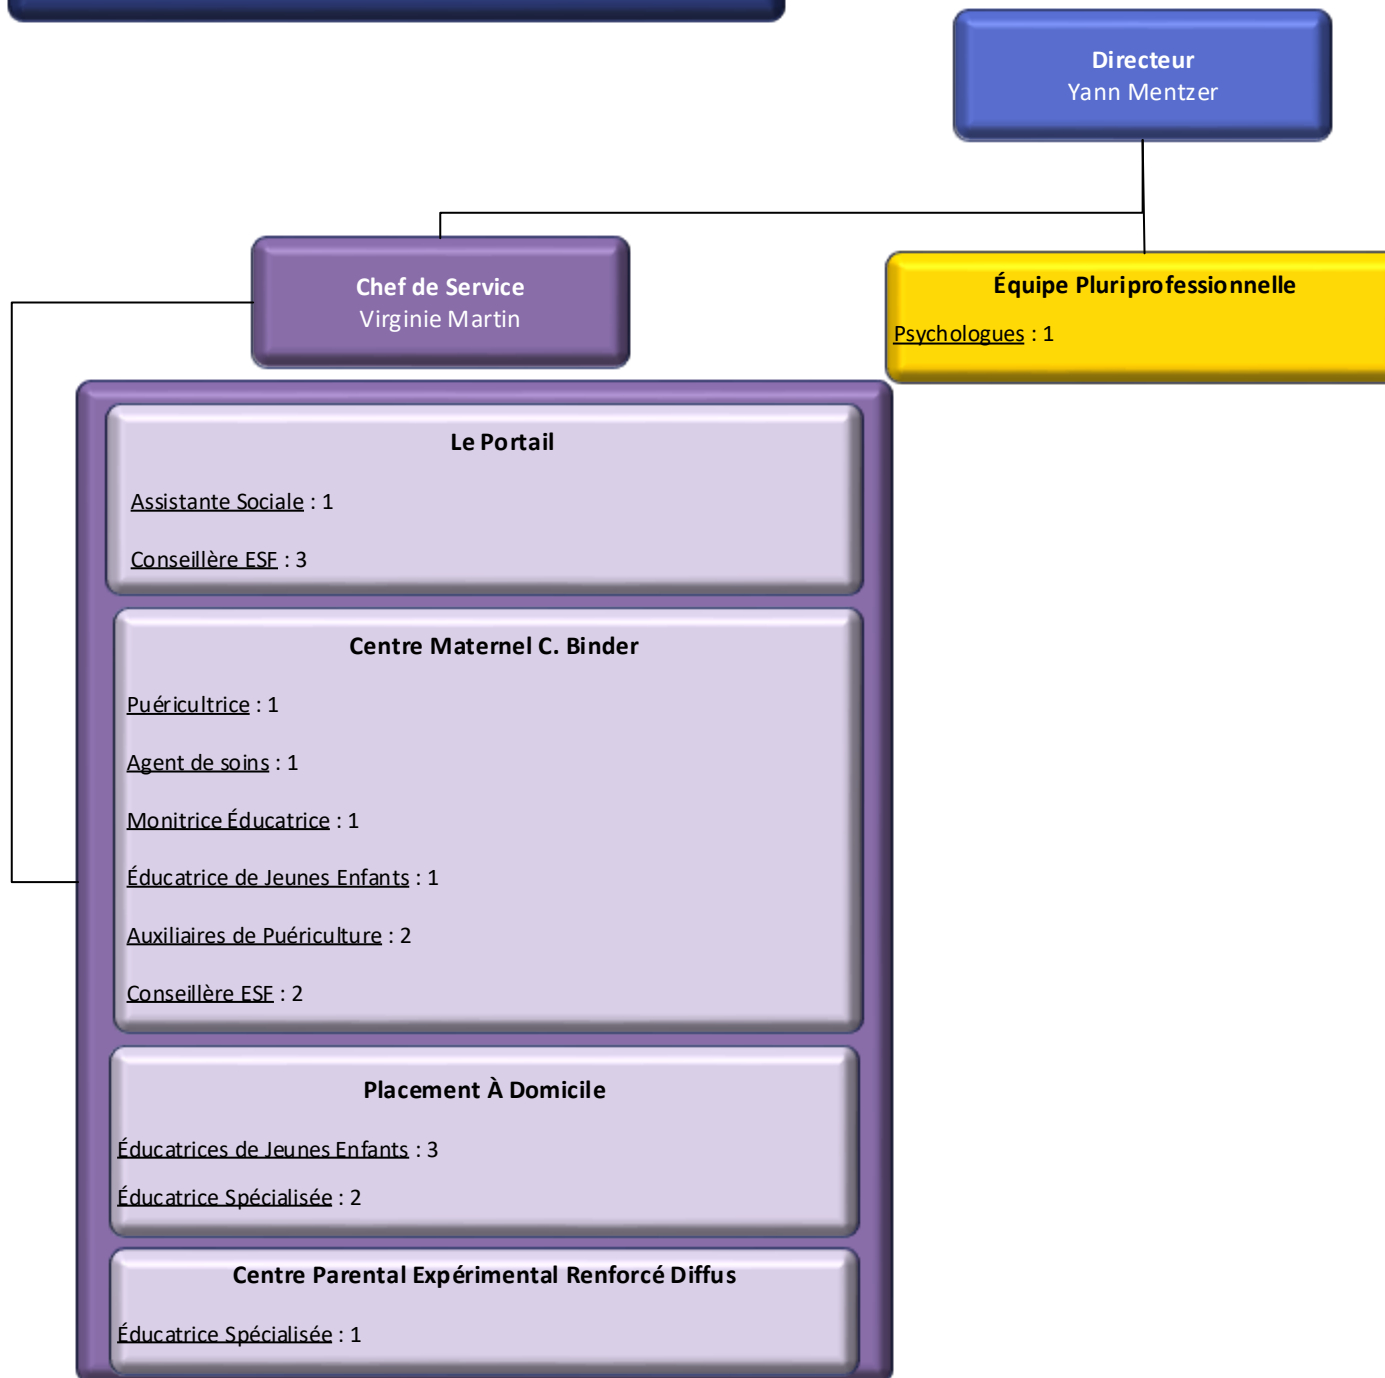 Directeur
Yann Mentzer
Chef de Service
Virginie Martin
Équipe Pluriprofessionnelle
Psychologues : 1
Le Portail
Assistante Sociale : 1
Conseillère ESF : 3
Centre Maternel C. Binder
Puéricultrice : 1
Agent de soins : 1
Monitrice Éducatrice : 1
Éducatrice de Jeunes Enfants : 1
Auxiliaires de Puériculture : 2
Conseillère ESF : 2
Placement À Domicile
Éducatrices de Jeunes Enfants : 3
Éducatrice Spécialisée : 2
Centre Parental Expérimental Renforcé Diffus
Éducatrice Spécialisée : 1